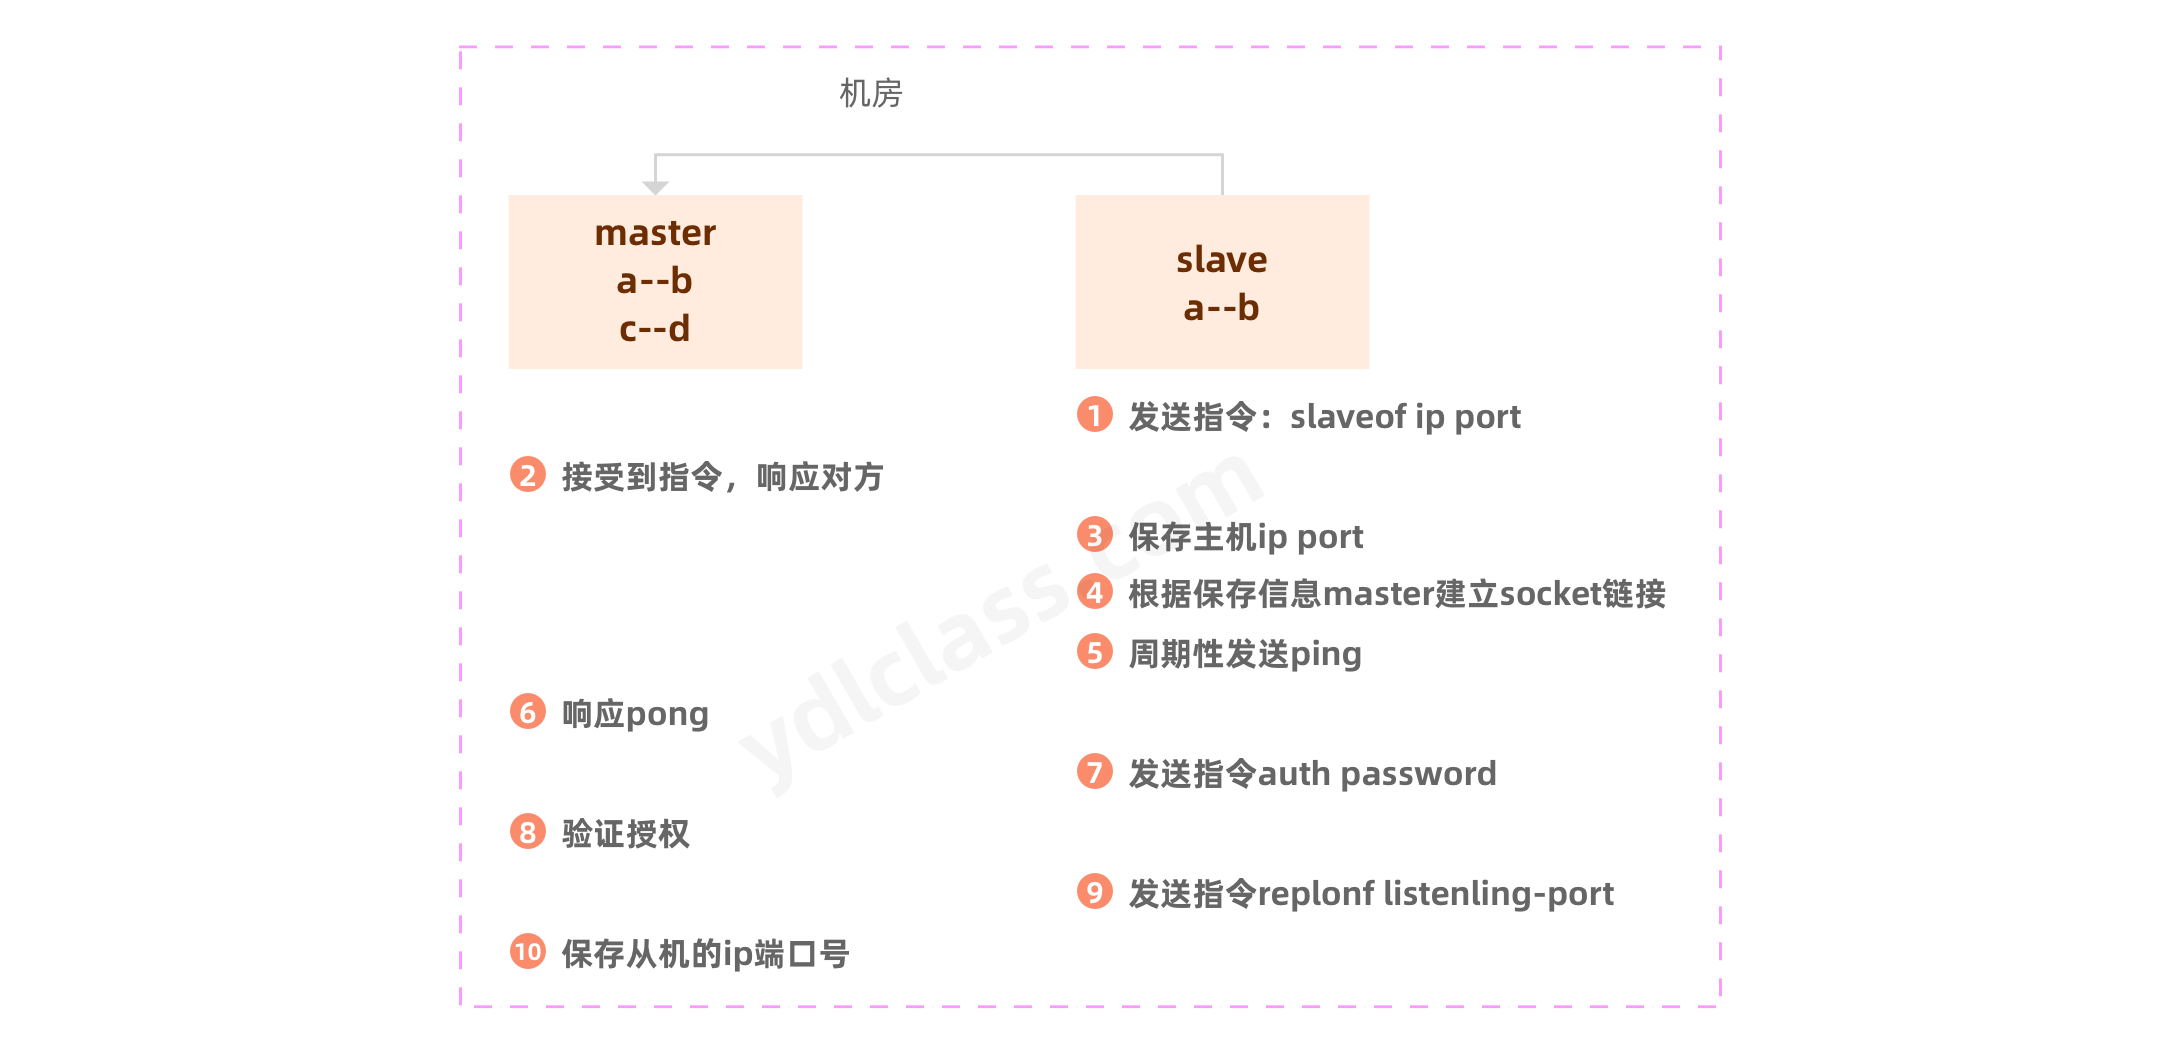 机房
master
a--b
c--d
slave
a--b
1 发送指令：slaveof ip port
2 接受到指令，响应对方
3 保存主机ip port
4 根据保存信息master建立socket链接
5 周期性发送ping
6 响应pong
7 发送指令auth password
8 验证授权
9 发送指令replonf listenling-port
10 保存从机的ip端口号
ydlclass.com